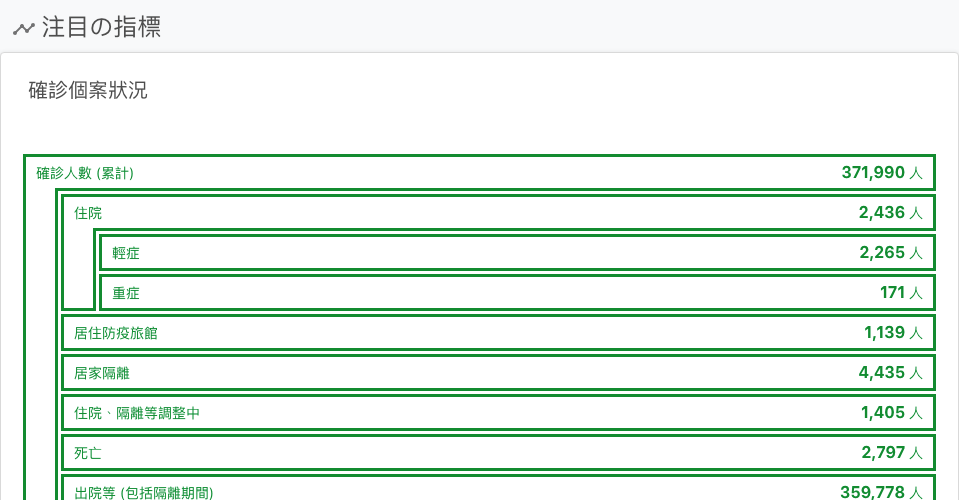 注目の指標
確診個案狀況
確診人數 (累計) 371,990 人
住院 2,436 人
輕症 2,265 人
重症 171 人
居住防疫旅館 1,139 人
居家隔離 4,435 人
住院、隔離等調整中 1,405 人
死亡 2,797 人
出院等 (包括隔離期間) 359,778 人